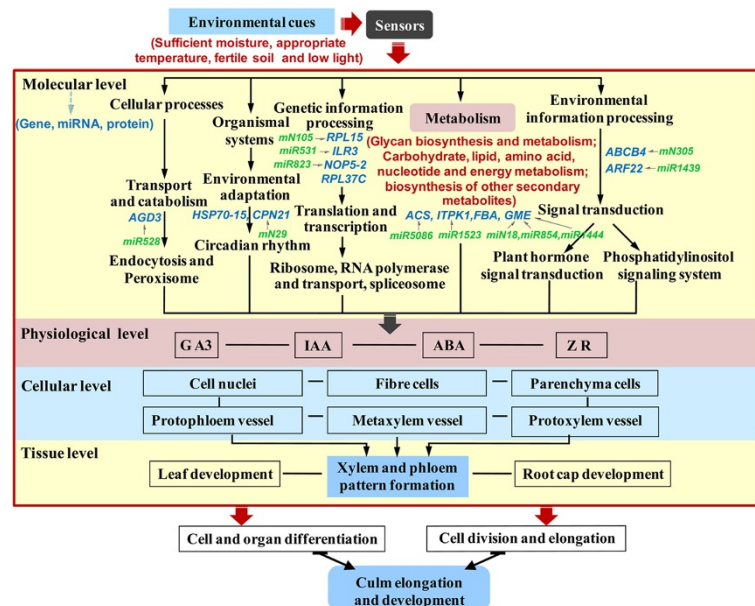 Environmental cues
Sensors
(Sufficient moisture, appropriate
temperature, fertile soil and low light)
Molecular level
(Gene, miRNA, protein)
Cellular processes
Transport and
catabolism
AGD3
miR528
Endocytosis and
Peroxisome
Organismal
systems
Environmental
adaptation
HSP70-15, CPN21
mN29
Circadian rhythm
Genetic information
processing
mN105 RPL15
miR531 ILR3
miR823 NOP5-2
RPL37C
Translation and
transcription
Ribosome, RNA polymerase
and transport, spliceosome
Metabolism
(Glycan biosynthesis and metabolism;
Carbohydrate, lipid, amino acid,
nucleotide and energy metabolism;
biosynthesis of other secondary
metabolites)
ACS, ITPK1,FBA, GME
miR5086 miR1523 miN18,miR854,miR1444
Environmental
information processing
ABCB4 mN305
ARF22 miR1439
Signal transduction
Plant hormone
signal transduction
Phosphatidylinositol
signaling system
Physiological level
GA3
IAA
ABA
ZR
Cellular level
Cell nuclei
Fibre cells
Parenchyma cells
Protophloem vessel
Metaxylem vessel
Protoxylem vessel
Tissue level
Leaf development
Xylem and phloem
pattern formation
Root cap development
Cell and organ differentiation
Cell division and elongation
Culm elongation
and development